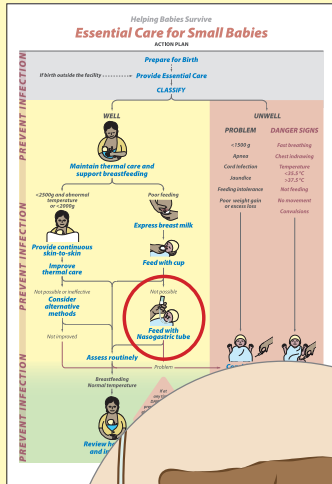 Helping Babies Survive
Essential Care for Small Babies
ACTION PLAN
PREVENT INFECTION
Prepare for Birth
If birth outside the facility
Provide Essential Care
CLASSIFY
WELL
UNWELL
Maintain thermal care and
support breastfeeding
PROBLEM
<1500 g
Apnea
Cord infection
Jaundice
Feeding intolerance
Poor weight gain
or excess loss
DANGER SIGNS
Fast breathing
Chest indrawing
Temperature
<35.5°C
>37.5°C
Not feeding
No movement
Convulsions
PREVENT INFECTION
<2500g and abnormal
temperature
or <2000g
Poor feeding
Provide continuous
skin-to-skin
Express breast milk
Improve
thermal care
Feed with cup
Not possible or ineffective
Not possible
Consider
alternative
methods
Feed with
Nasogastric tube
Not improved
Assess routinely
Problem
PREVENT INFECTION
Breastfeeding
Normal temperature
Review h
and i